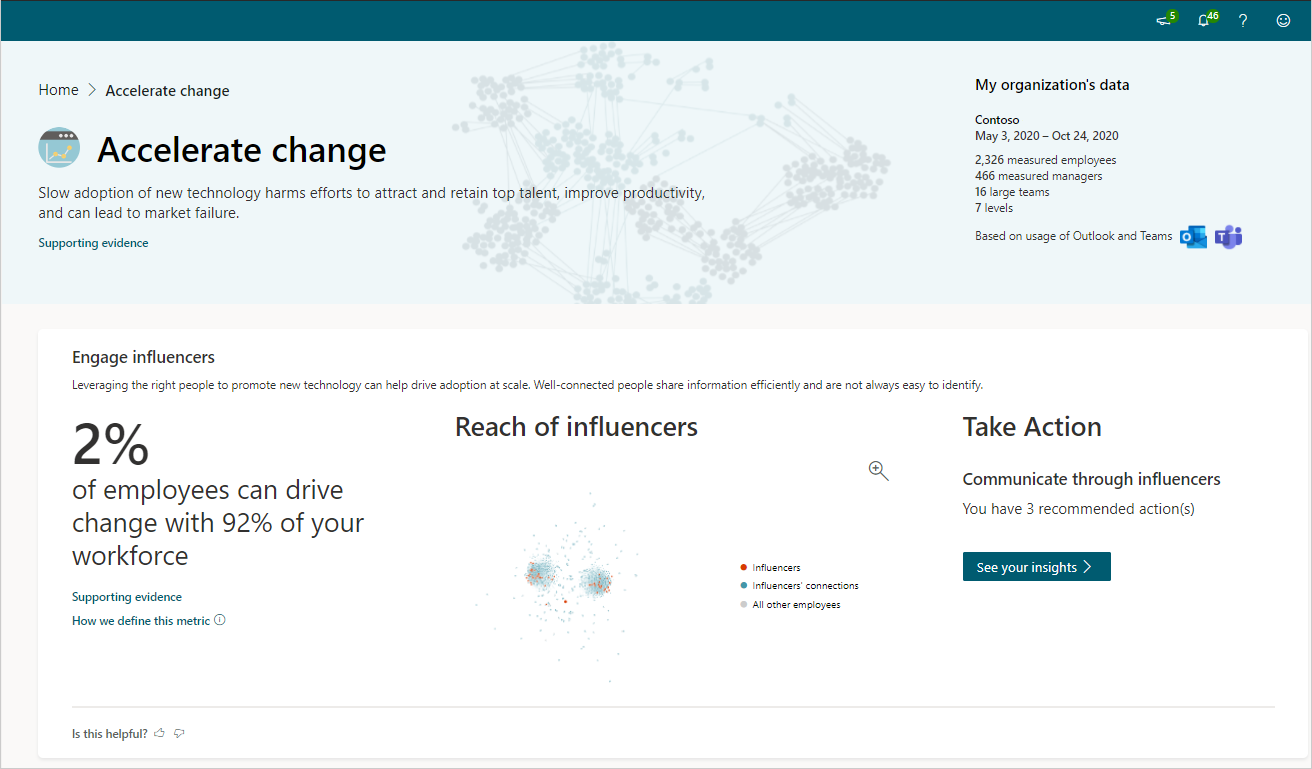 5
46
?
Home > Accelerate change
Accelerate change
Slow adoption of new technology harms efforts to attract and retain top talent, improve productivity,
and can lead to market failure.
Supporting evidence
My organization's data
Contoso
May 3, 2020 – Oct 24, 2020
2,326 measured employees
466 measured managers
16 large teams
7 levels
Based on usage of Outlook and Teams
Engage influencers
Leveraging the right people to promote new technology can help drive adoption at scale. Well-connected people share information efficiently and are not always easy to identify.
2%
of employees can drive
change with 92% of your
workforce
Supporting evidence
How we define this metric
Reach of influencers
Influencers
Influencers' connections
All other employees
Take Action
Communicate through influencers
You have 3 recommended action(s)
See your insights >
Is this helpful?